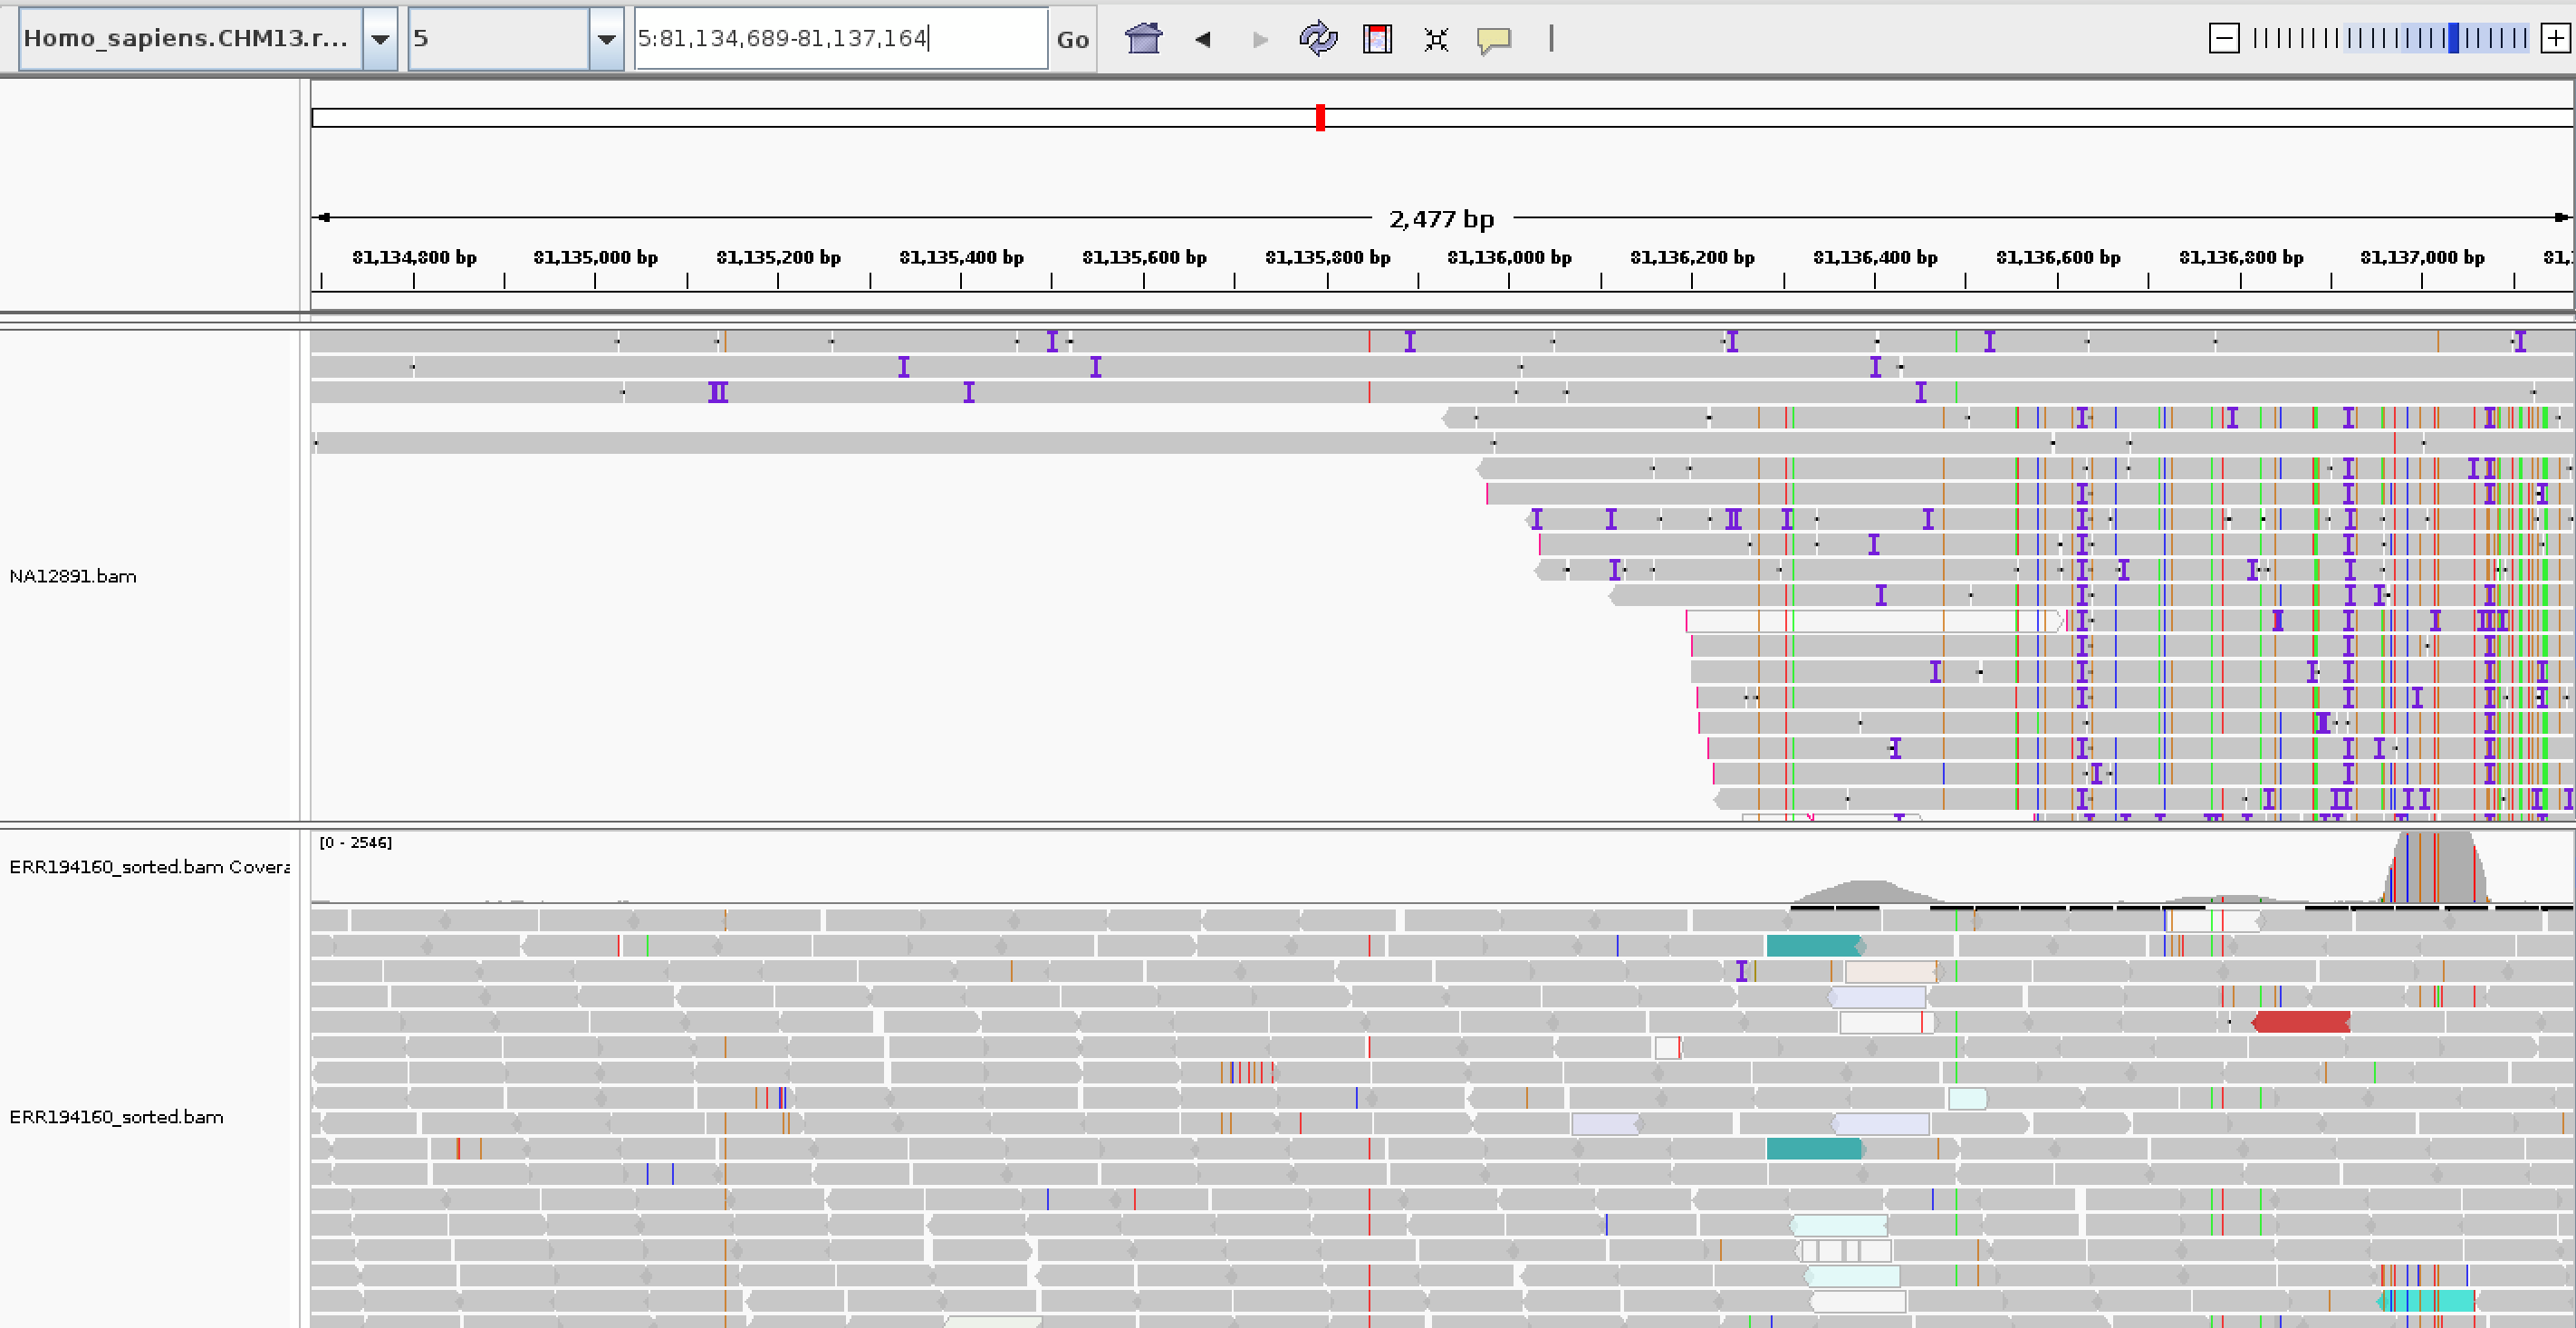 Homo_sapiens.CHM13.r... 5 5:81,134,689-81,137,164 Go
2,477 bp
81,134,800 bp 81,135,000 bp 81,135,200 bp 81,135,400 bp 81,135,600 bp 81,135,800 bp 81,136,000 bp 81,136,200 bp 81,136,400 bp 81,136,600 bp 81,136,800 bp 81,137,000 bp 81,1
NA12891.bam
[0 - 2546]
ERR194160_sorted.bam Covera
ERR194160_sorted.bam